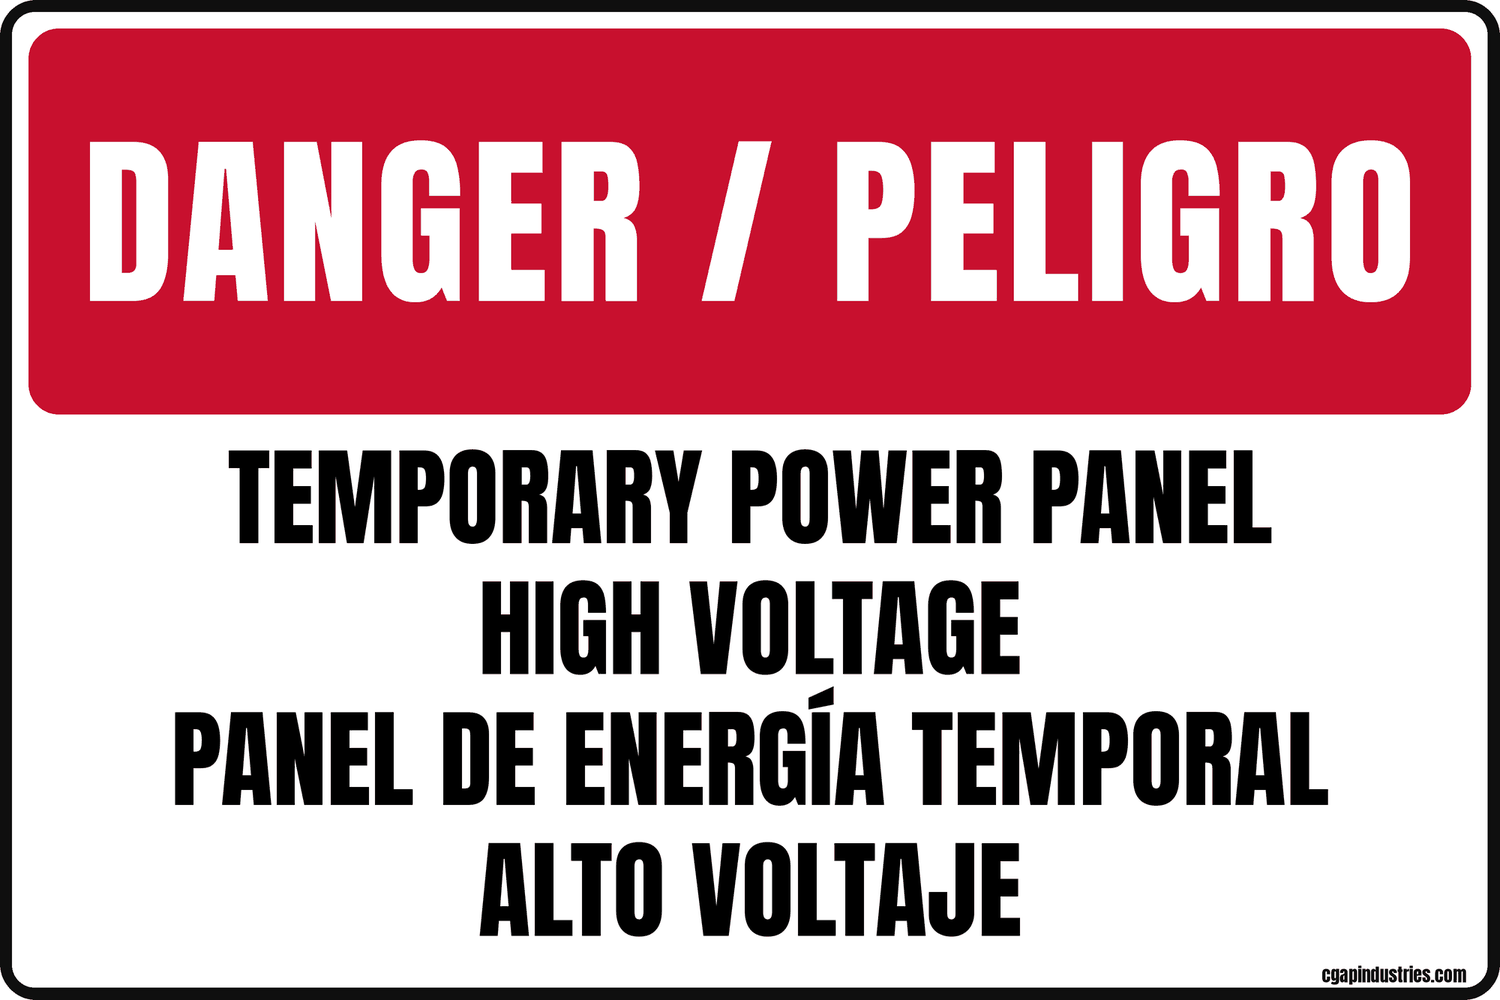 DANGER / PELIGRO
TEMPORARY POWER PANEL
HIGH VOLTAGE
PANEL DE ENERGÍA TEMPORAL
ALTO VOLTAJE
cgapindustries.com